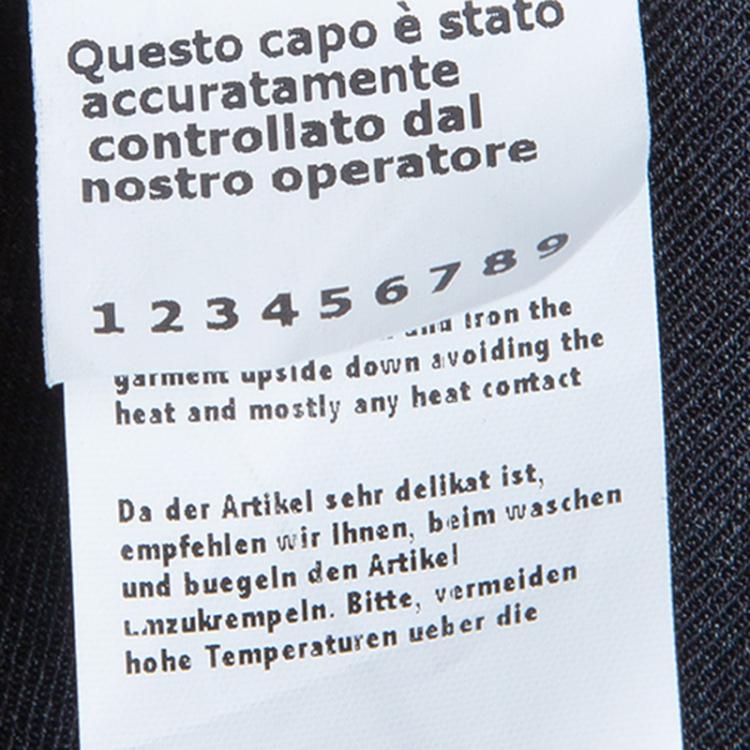 Questo capo è stato
accuratamente
controllato dal
nostro operatore
1 2 3 4 5 6 7 8 9
and Iron the
garment upside down avoiding the
heat and mostly any heat contact
Da der Artikel sehr delikat ist,
empfehlen wir Ihnen, beim waschen
und buegeln den Artikel
umzukrempeln. Bitte, vermeiden
hohe Temperaturen ueber die